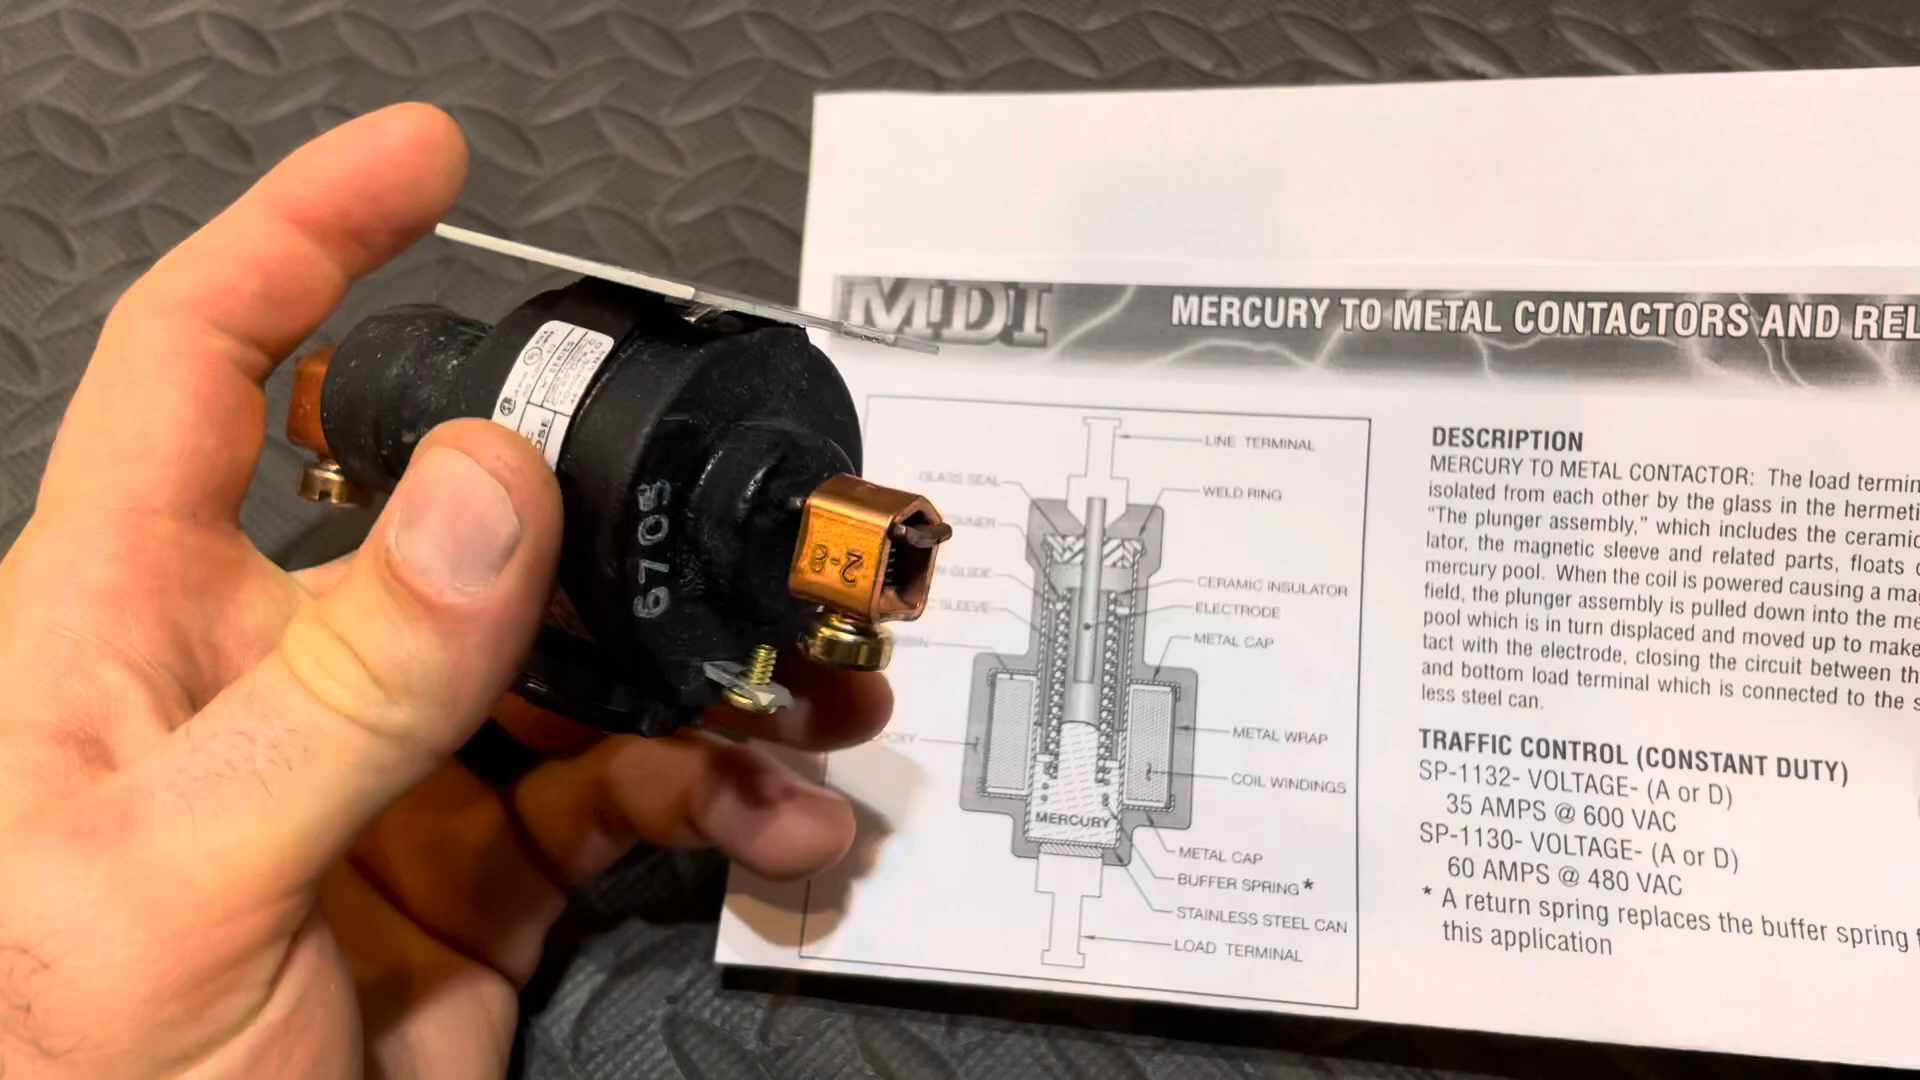 MDI
MERCURY TO METAL CONTACTORS AND REL
LINE TERMINAL
GLASS SEAL
WELD RING
CERAMIC INSULATOR
ELECTRODE
METAL CAP
METAL WRAP
COIL WINDINGS
MERCURY
METAL CAP
BUFFER SPRING*
STAINLESS STEEL CAN
LOAD TERMINAL
GUIDE
SLEEVE
DESCRIPTION
MERCURY TO METAL CONTACTOR: The load termin
isolated from each other by the glass in the hermeti
"The plunger assembly," which includes the ceramic
lator, the magnetic sleeve and related parts, floats
mercury pool. When the coil is powered causing a ma
field, the plunger assembly is pulled down into the me
pool which is in turn displaced and moved up to make
tact with the electrode, closing the circuit between th
and bottom load terminal which is connected to the s
less steel can.
TRAFFIC CONTROL (CONSTANT DUTY)
SP-1132- VOLTAGE- (A or D)
35 AMPS @ 600 VAC
SP-1130- VOLTAGE- (A or D)
60 AMPS @ 480 VAC
* A return spring replaces the buffer spring f
this application
6705
2-8